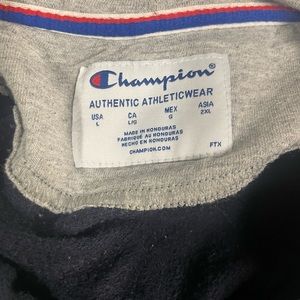 Champion®
AUTHENTIC ATHLETICWEAR
USA CA MEX ASIA
L L/G G 2XL
MADE IN HONDURAS
FABRIQUÉ AU HONDURAS
HECHO EN HONDURAS
CHAMPION.COM FTX